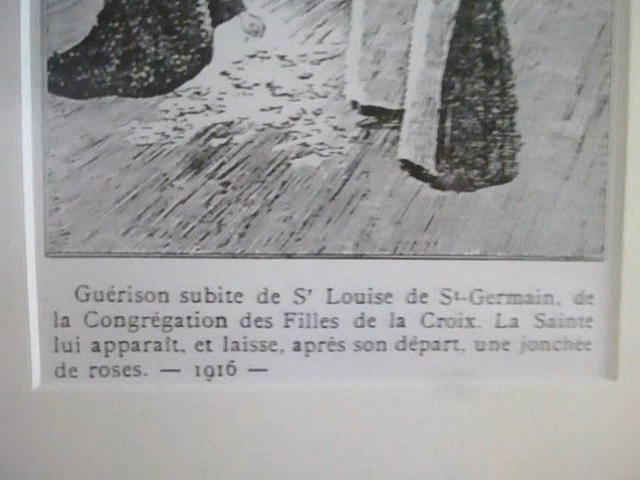 Guérison subite de Sʳ Louise de Sᵗ-Germain, de
la Congrégation des Filles de la Croix. La Sainte
lui apparaît, et laisse, après son départ, une jonchée
de roses. — 1916 —